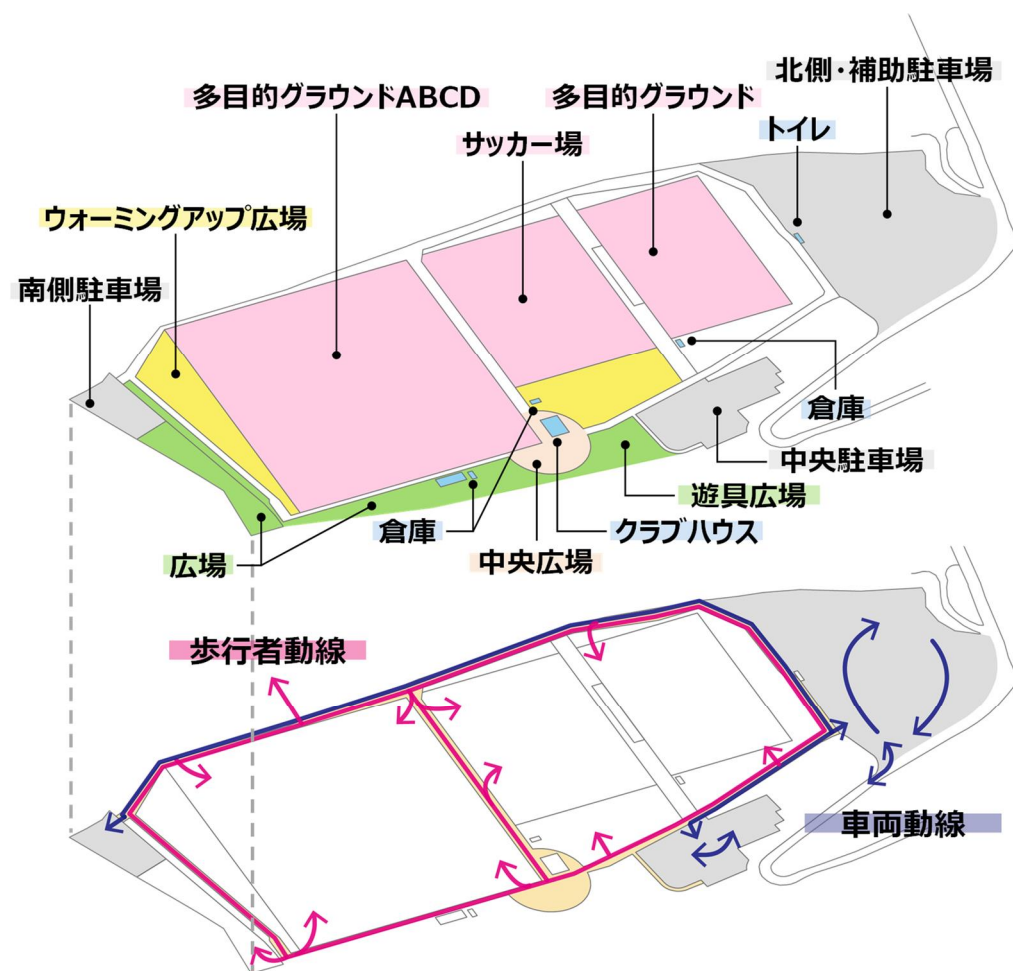 北側・補助駐車場
多目的グラウンドABCD
多目的グラウンド
サッカー場
トイレ
ウォーミングアップ広場
南側駐車場
倉庫
中央駐車場
遊具広場
クラブハウス
倉庫
中央広場
広場
歩行者動線
車両動線